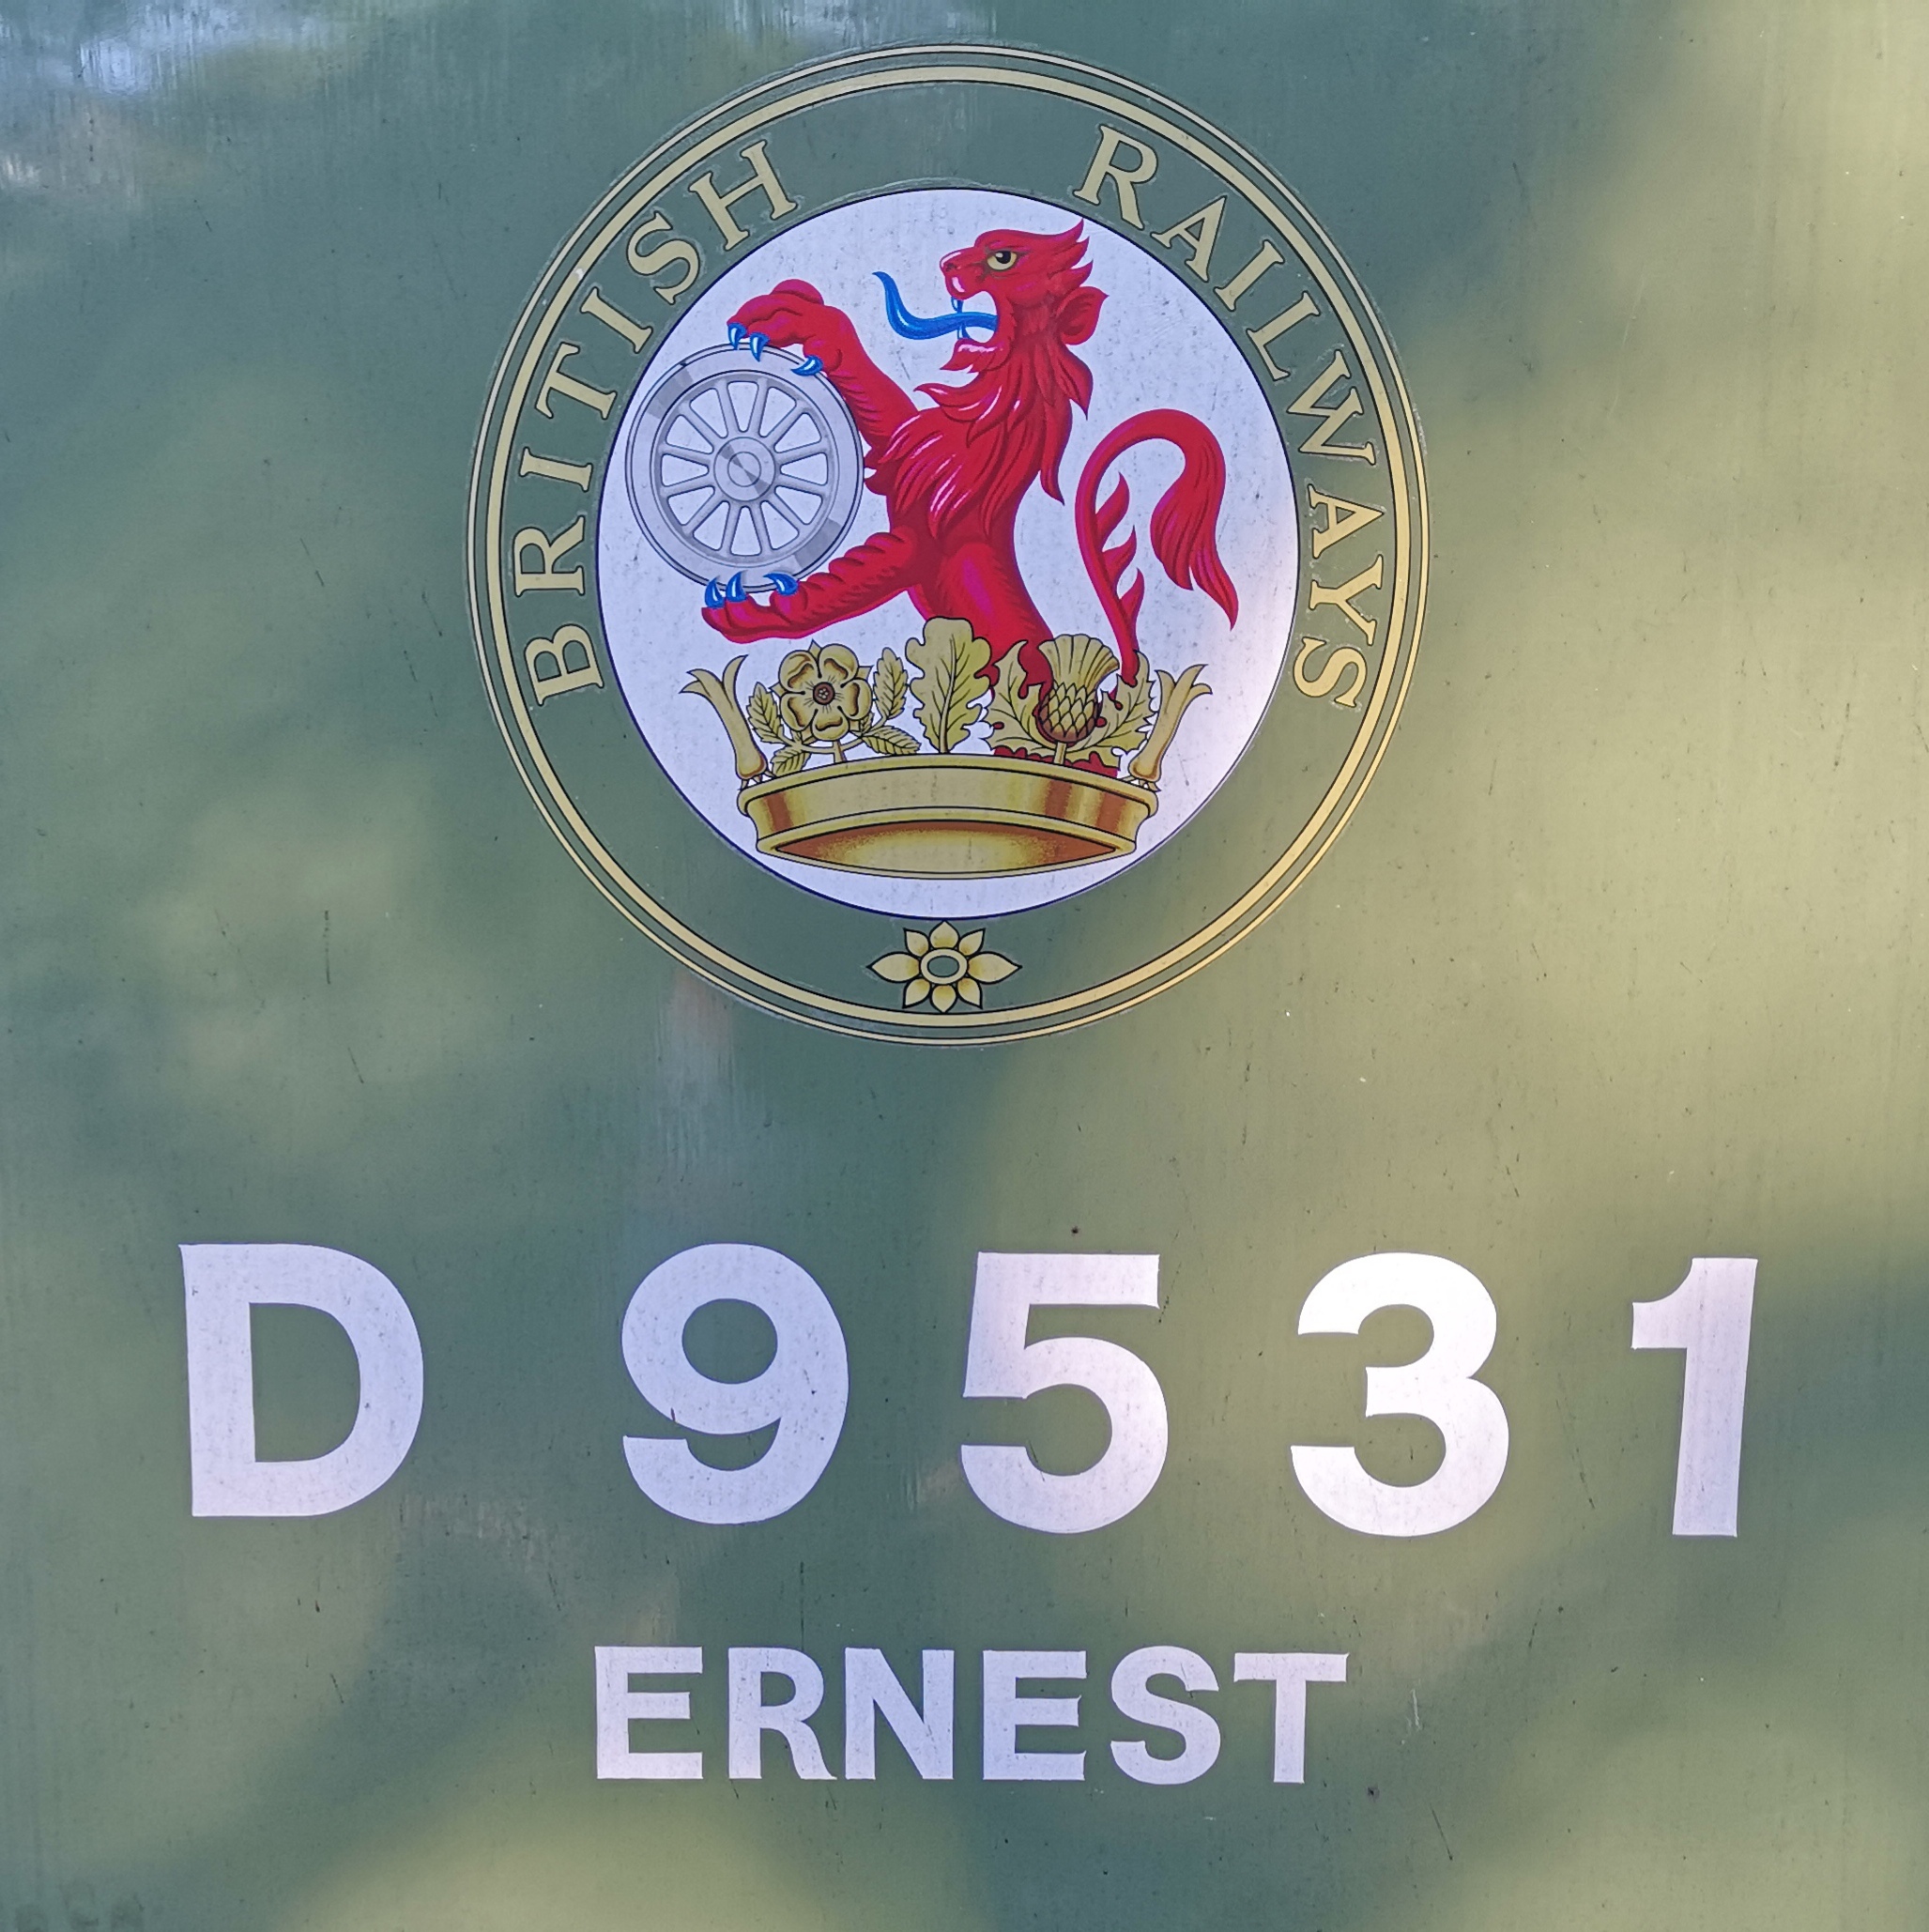 BRITISH RAILWAYS
D 9531
ERNEST